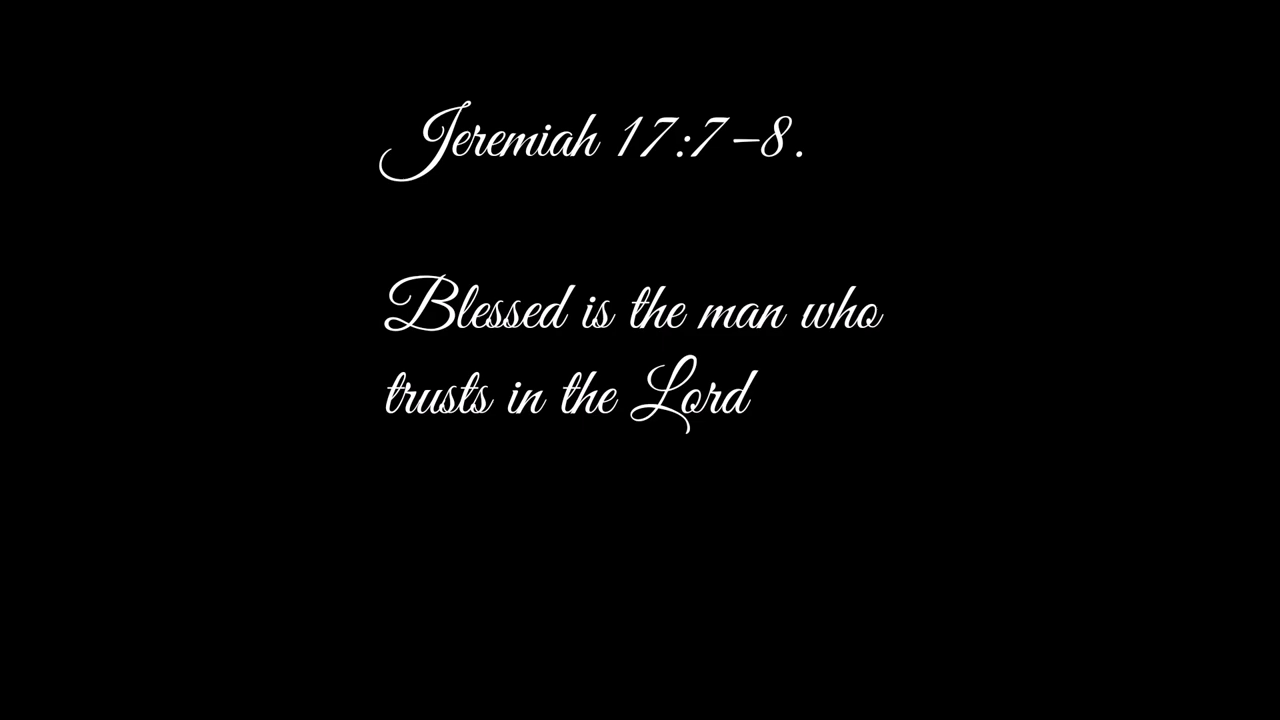 Jeremiah 17:7-8.
Blessed is the man who
trusts in the Lord